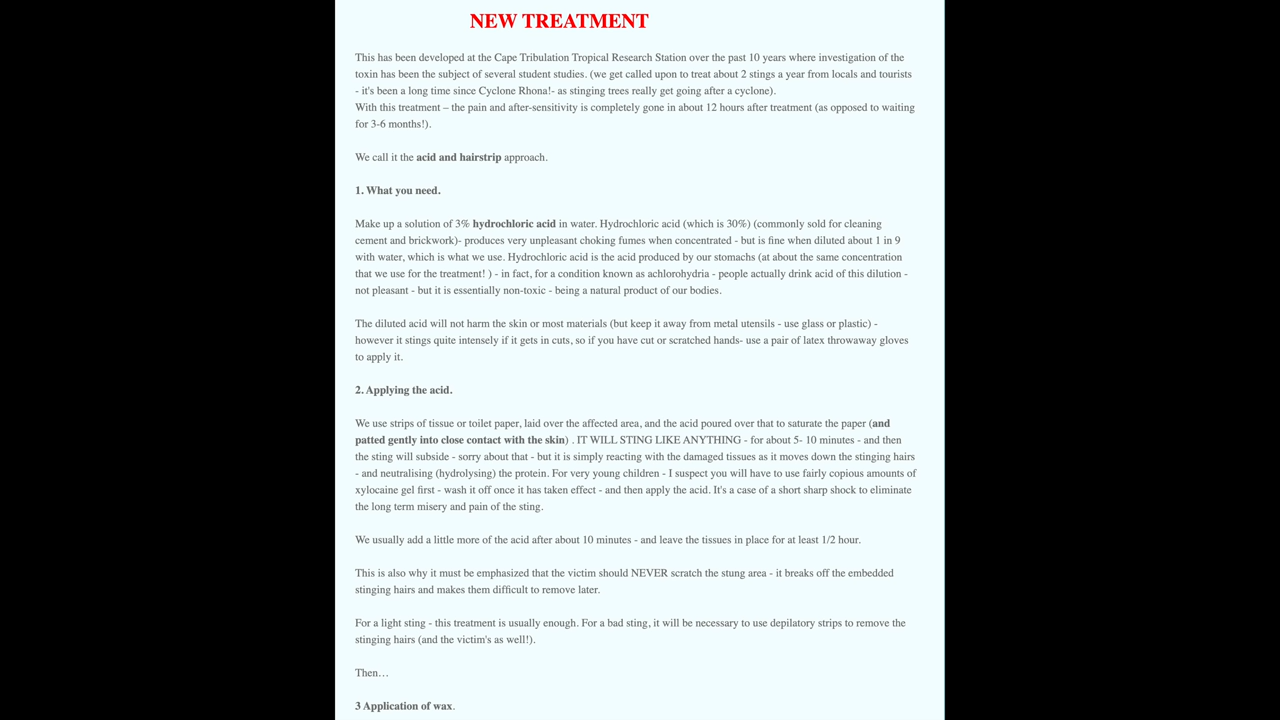 NEW TREATMENT
This has been developed at the Cape Tribulation Tropical Research Station over the past 10 years where investigation of the
toxin has been the subject of several student studies. (we get called upon to treat about 2 stings a year from locals and tourists
- it's been a long time since Cyclone Rhona!- as stinging trees really get going after a cyclone).
With this treatment – the pain and after-sensitivity is completely gone in about 12 hours after treatment (as opposed to waiting
for 3-6 months!).
We call it the acid and hairstrip approach.
1. What you need.
Make up a solution of 3% hydrochloric acid in water. Hydrochloric acid (which is 30%) (commonly sold for cleaning
cement and brickwork)- produces very unpleasant choking fumes when concentrated - but is fine when diluted about 1 in 9
with water, which is what we use. Hydrochloric acid is the acid produced by our stomachs (at about the same concentration
that we use for the treatment! ) - in fact, for a condition known as achlorohydria - people actually drink acid of this dilution -
not pleasant - but it is essentially non-toxic - being a natural product of our bodies.
The diluted acid will not harm the skin or most materials (but keep it away from metal utensils - use glass or plastic) -
however it stings quite intensely if it gets in cuts, so if you have cut or scratched hands- use a pair of latex throwaway gloves
to apply it.
2. Applying the acid.
We use strips of tissue or toilet paper, laid over the affected area, and the acid poured over that to saturate the paper (and
patted gently into close contact with the skin) . IT WILL STING LIKE ANYTHING - for about 5- 10 minutes - and then
the sting will subside - sorry about that - but it is simply reacting with the damaged tissues as it moves down the stinging hairs
- and neutralising (hydrolysing) the protein. For very young children - I suspect you will have to use fairly copious amounts of
xylocaine gel first - wash it off once it has taken effect - and then apply the acid. It's a case of a short sharp shock to eliminate
the long term misery and pain of the sting.
We usually add a little more of the acid after about 10 minutes - and leave the tissues in place for at least 1/2 hour.
This is also why it must be emphasized that the victim should NEVER scratch the stung area - it breaks off the embedded
stinging hairs and makes them difficult to remove later.
For a light sting - this treatment is usually enough. For a bad sting, it will be necessary to use depilatory strips to remove the
stinging hairs (and the victim's as well!).
Then…
3 Application of wax.